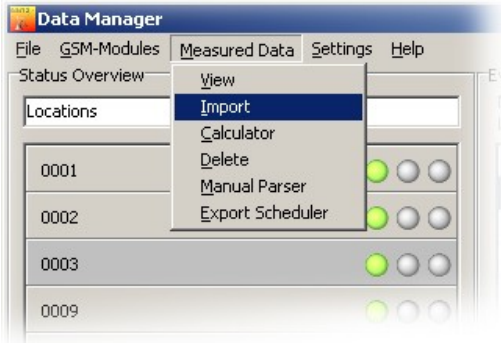 Data Manager
File GSM-Modules Measured Data Settings Help
Status Overview
View
Locations
Import
Calculator
Delete
0001
Manual Parser
0002
Export Scheduler
0003
0009